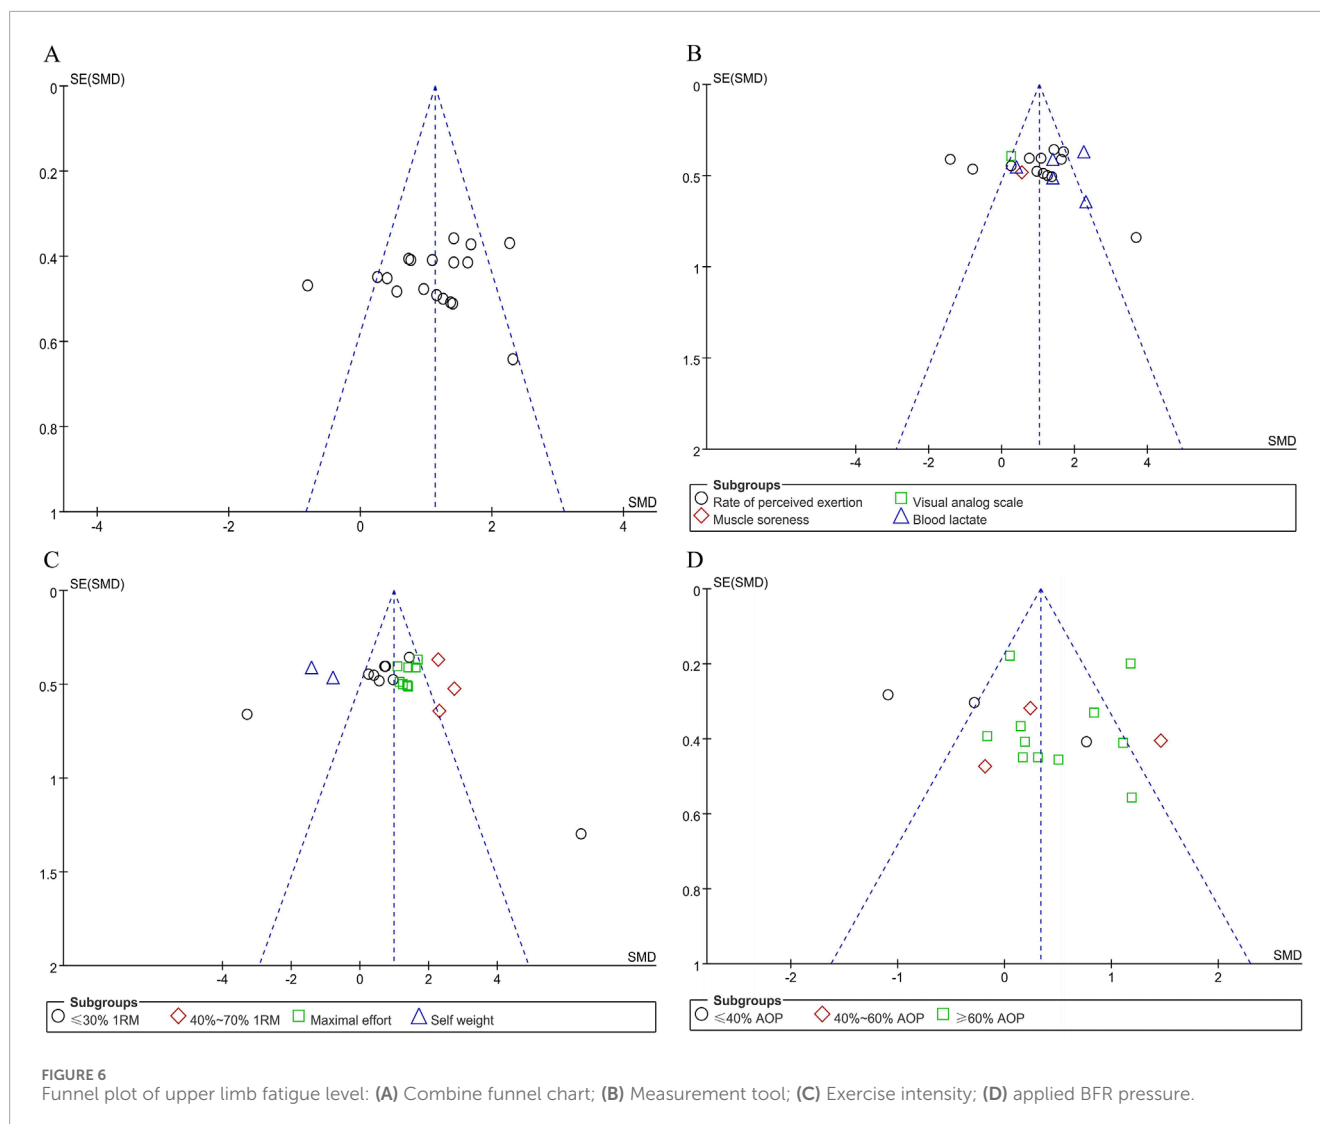 A
SE(SMD)
0
0.2
0.4
0.6
0.8
1
-4
-2
0
2
4
SMD
B
SE(SMD)
0
0.5
1
1.5
2
-4
-2
0
2
4
SMD
Subgroups
Rate of perceived exertion
Visual analog scale
Muscle soreness
Blood lactate
C
SE(SMD)
0
0.5
1
1.5
2
-4
-2
0
2
4
SMD
Subgroups
≤30% 1RM
40%~70% 1RM
Maximal effort
Self weight
D
SE(SMD)
0
0.2
0.4
0.6
0.8
1
-2
-1
0
1
2
SMD
Subgroups
≤40% AOP
40%~60% AOP
≥60% AOP
FIGURE 6
Funnel plot of upper limb fatigue level: (A) Combine funnel chart; (B) Measurement tool; (C) Exercise intensity; (D) applied BFR pressure.